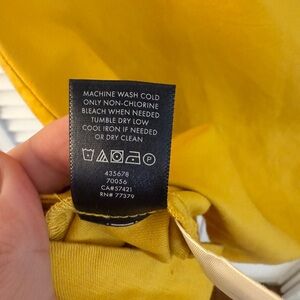 MACHINE WASH COLD
ONLY NON-CHLORINE
BLEACH WHEN NEEDED
TUMBLE DRY LOW
COOL IRON IF NEEDED
OR DRY CLEAN
P
435678
70056
CA#57421
RN# 77379